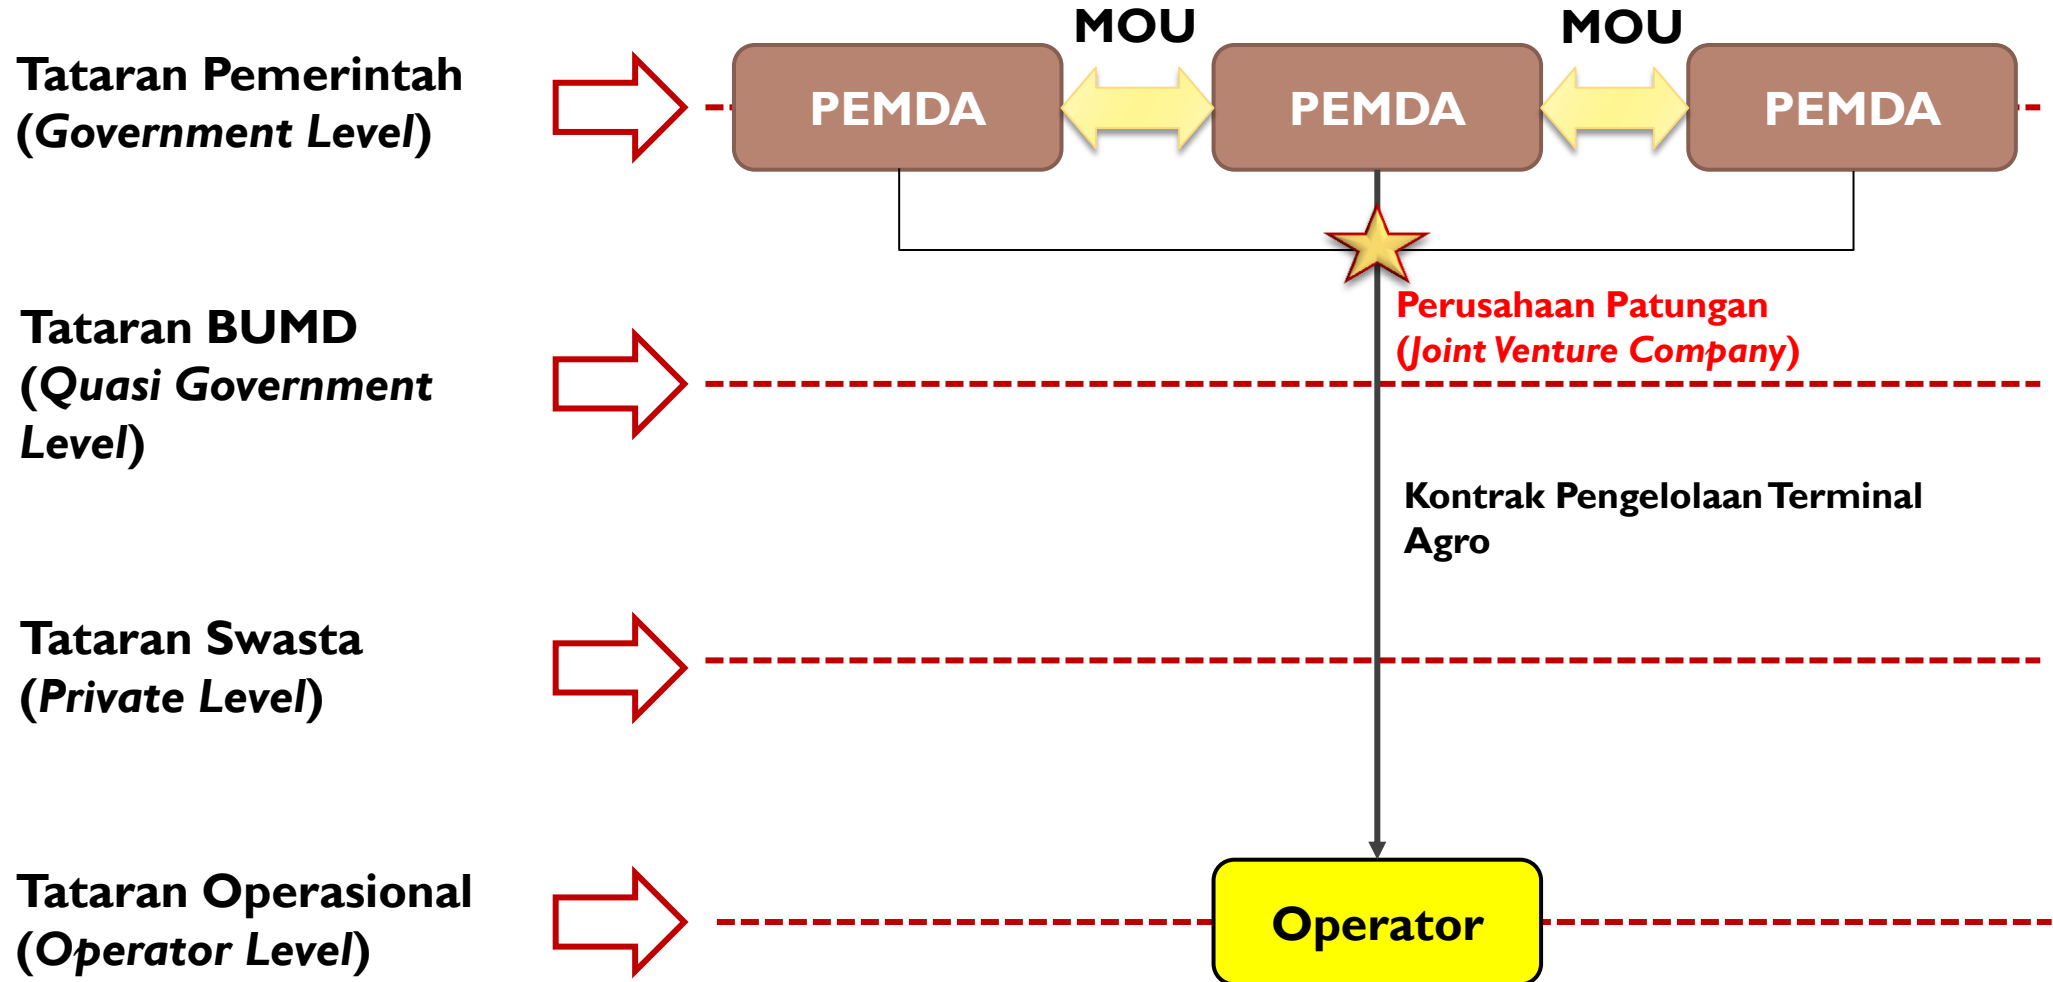 MOU
MOU
Tataran Pemerintah
(Government Level)
PEMDA
PEMDA
PEMDA
Tataran BUMD
(Quasi Government
Level)
Perusahaan Patungan
(Joint Venture Company)
Kontrak Pengelolaan Terminal
Agro
Tataran Swasta
(Private Level)
Tataran Operasional
(Operator Level)
Operator